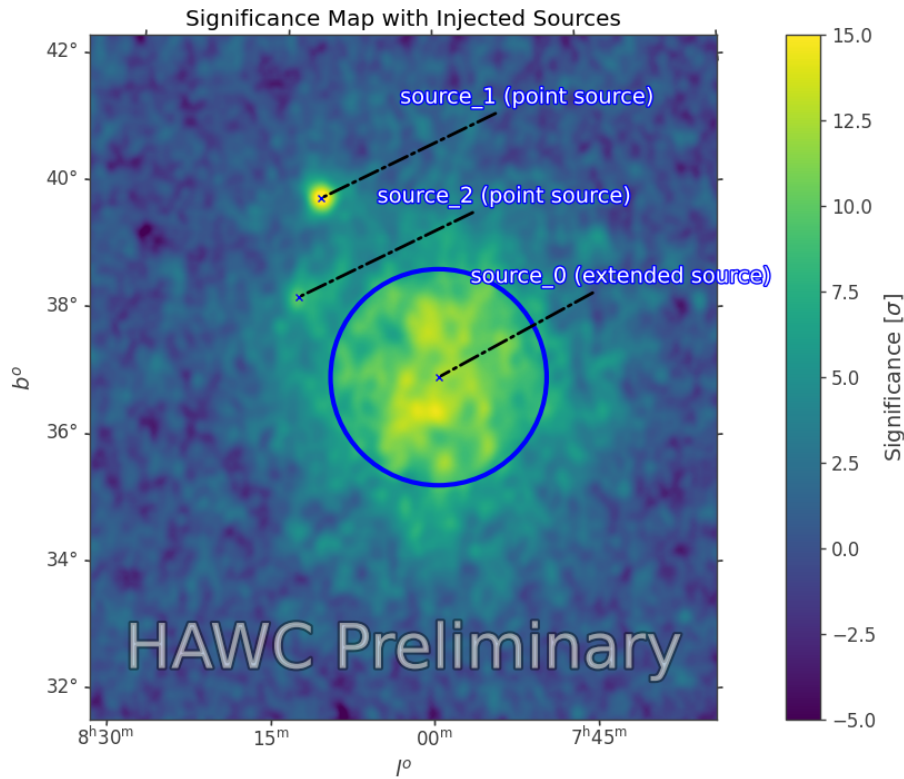 Significance Map with Injected Sources
42°
40°
38°
36°
34°
32°
b°
source_1 (point source)
source_2 (point source)
source_0 (extended source)
HAWC Preliminary
8ʰ30ᵐ
15ᵐ
00ᵐ
7ʰ45ᵐ
l°
15.0
12.5
10.0
7.5
5.0
2.5
0.0
−2.5
−5.0
Significance [σ]